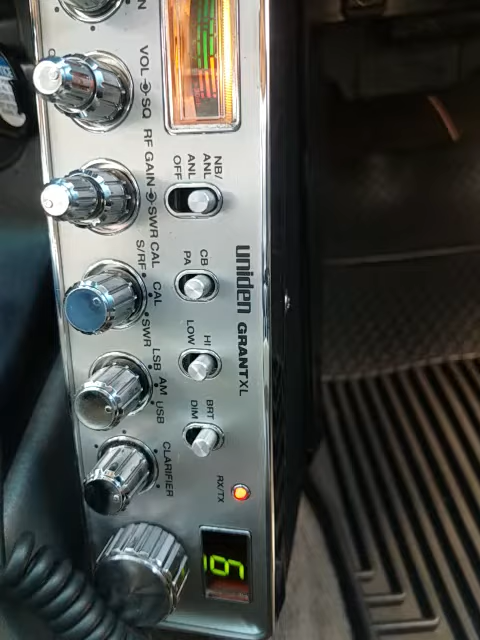 VOL SQ
RF GAIN SWR CAL
S/RF CAL SWR
LSB AM USB
CLARIFIER
NB/
ANL
ANL
OFF
CB
PA
HI
LOW
BRT
DIM
uniden GRANT XL
RX/TX